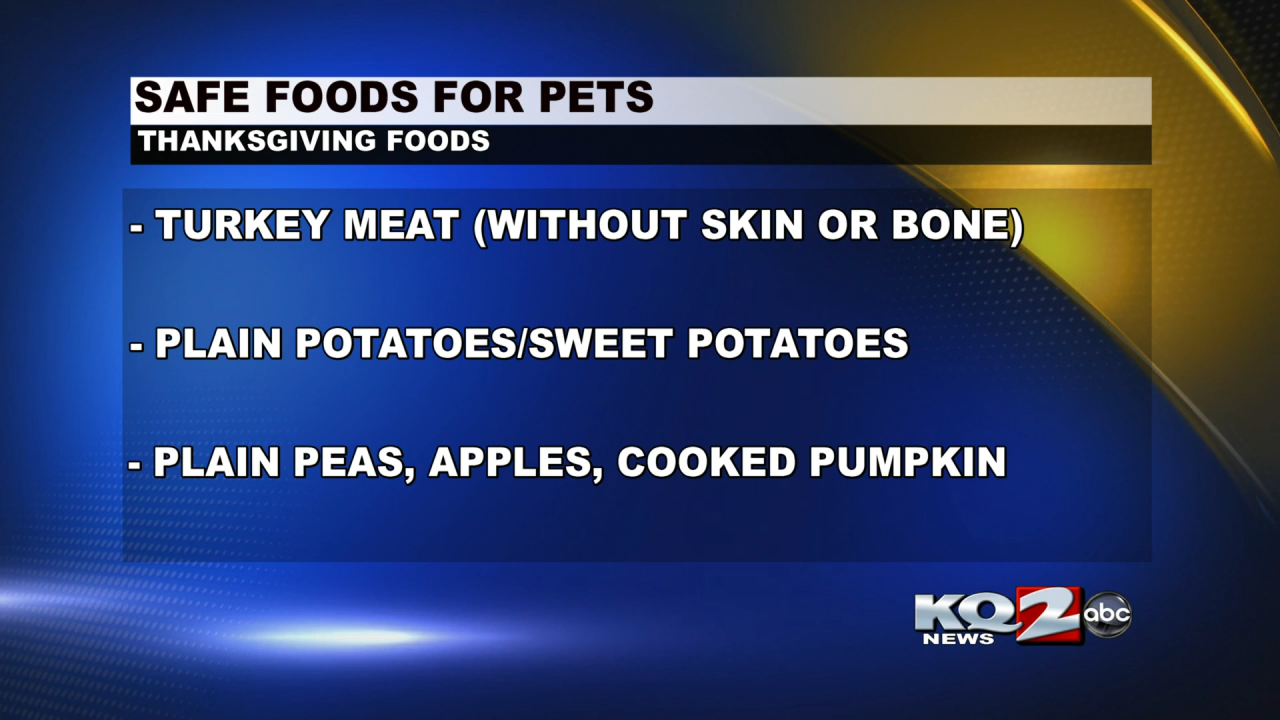 SAFE FOODS FOR PETS
THANKSGIVING FOODS
- TURKEY MEAT (WITHOUT SKIN OR BONE)
- PLAIN POTATOES/SWEET POTATOES
- PLAIN PEAS, APPLES, COOKED PUMPKIN
KQ2 abc
NEWS